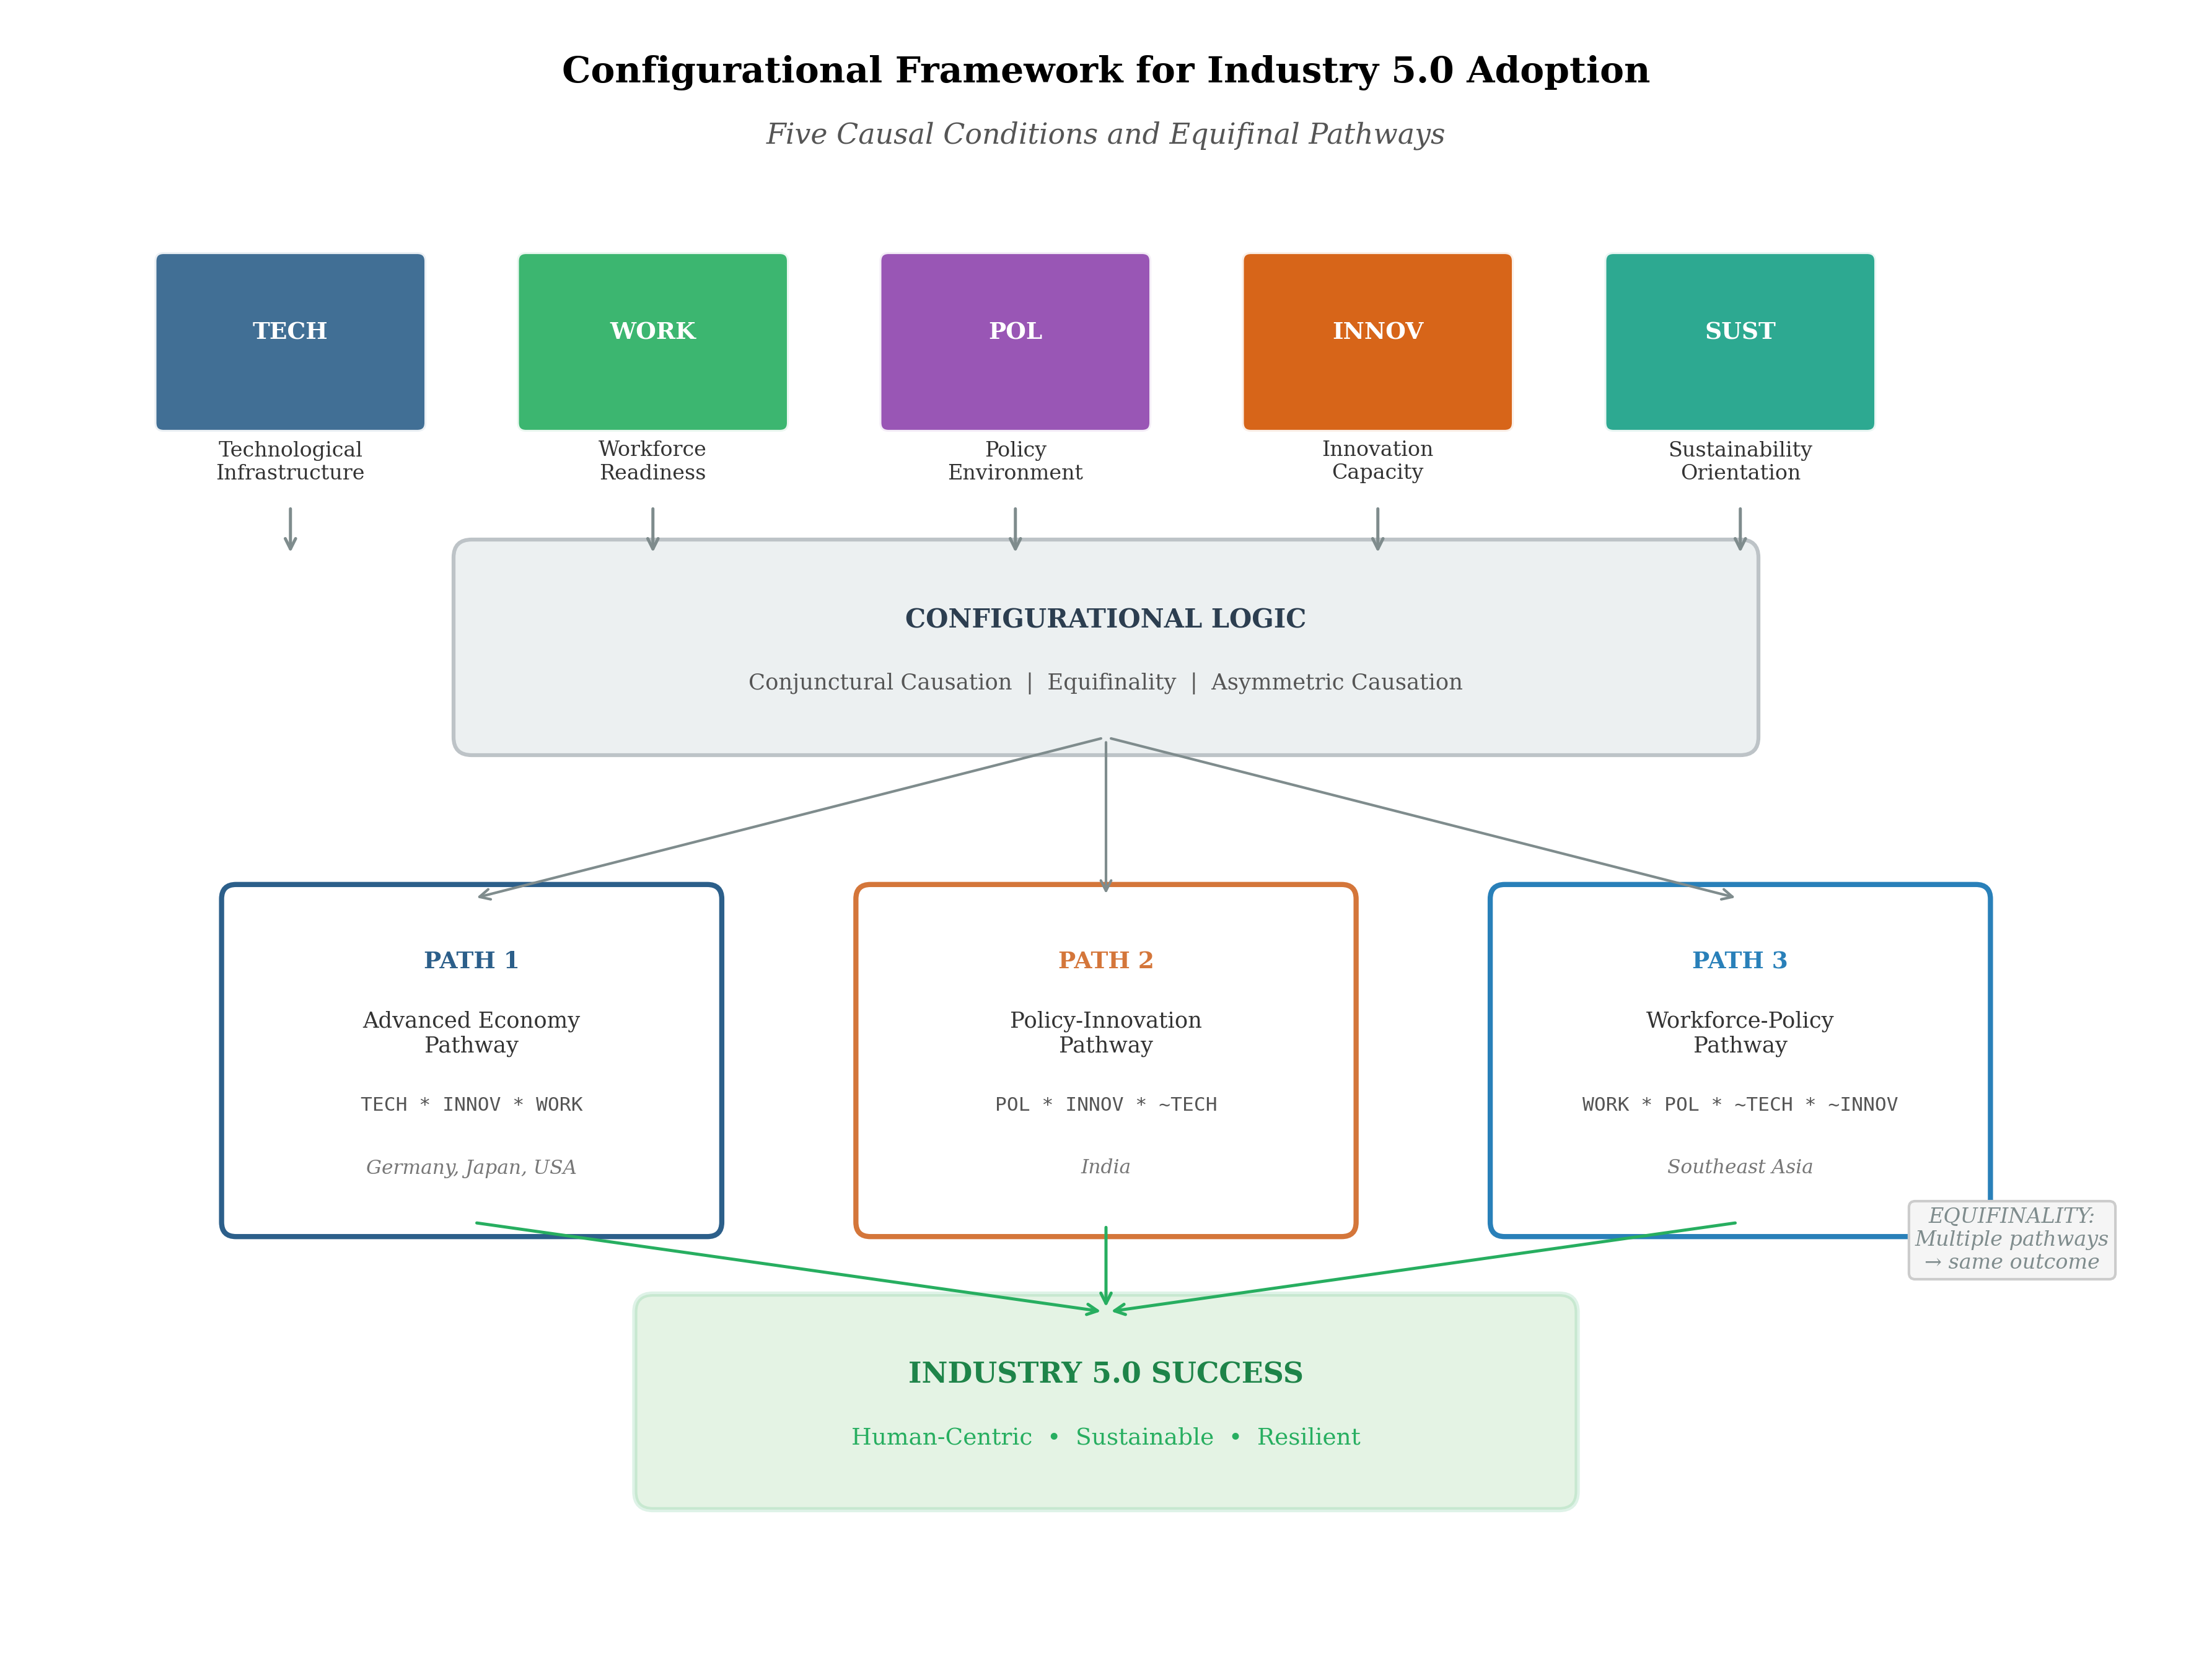 Configurational Framework for Industry 5.0 Adoption
Five Causal Conditions and Equifinal Pathways
TECH
WORK
POL
INNOV
SUST
Technological
Infrastructure
Workforce
Readiness
Policy
Environment
Innovation
Capacity
Sustainability
Orientation
CONFIGURATIONAL LOGIC
Conjunctural Causation | Equifinality | Asymmetric Causation
PATH 1
Advanced Economy
Pathway
TECH * INNOV * WORK
Germany, Japan, USA
PATH 2
Policy-Innovation
Pathway
POL * INNOV * ~TECH
India
PATH 3
Workforce-Policy
Pathway
WORK * POL * ~TECH * ~INNOV
Southeast Asia
EQUIFINALITY:
Multiple pathways
→ same outcome
INDUSTRY 5.0 SUCCESS
Human-Centric • Sustainable • Resilient